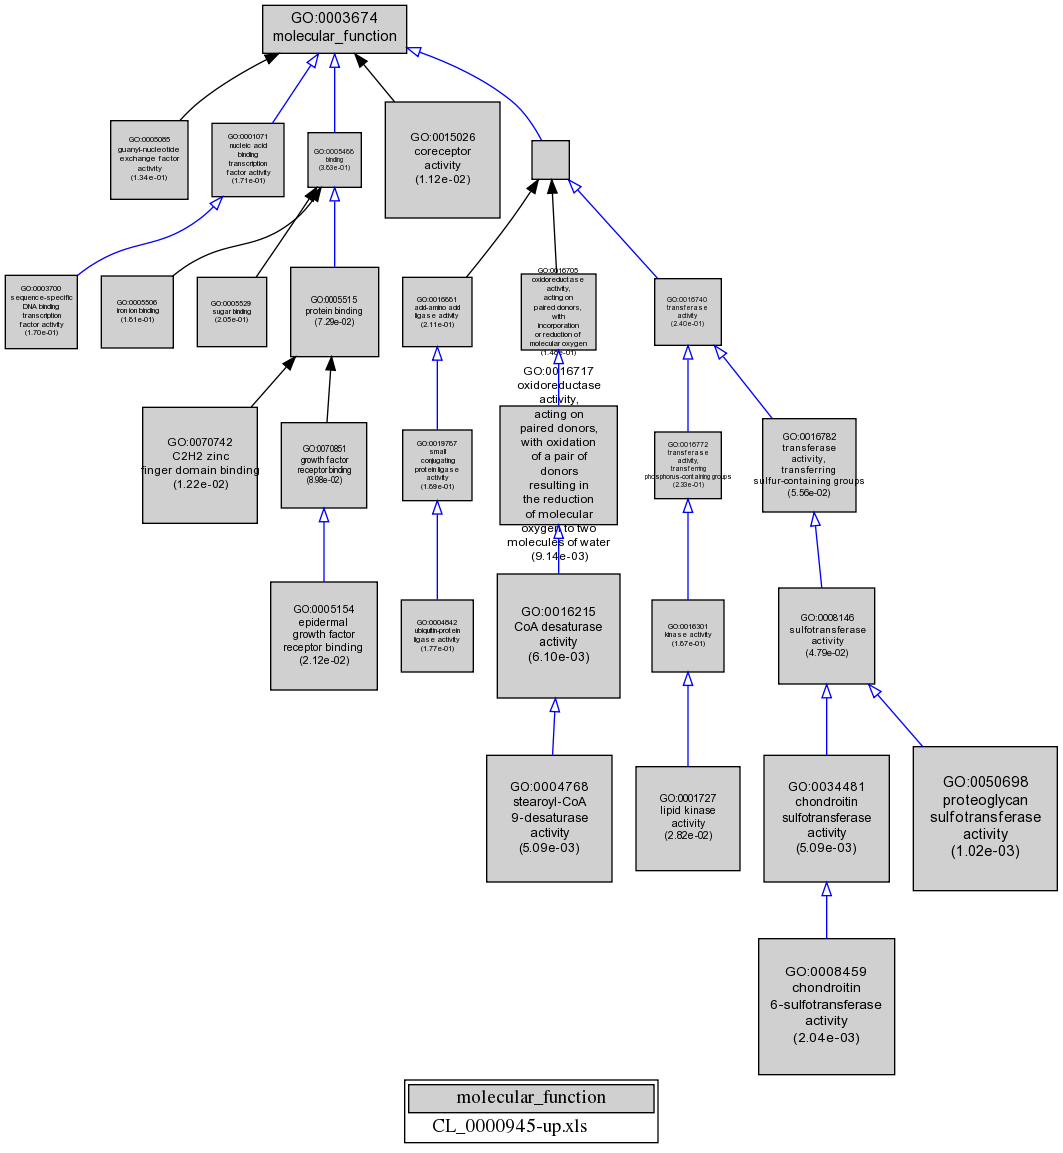 GO:0003674
molecular_function
GO:0005085
guanyl-nucleotide
exchange factor
activity
(1.34e-01)
GO:0001071
nucleic acid
binding
transcription
factor activity
(1.71e-01)
GO:0005488
binding
(3.63e-01)
GO:0015026
coreceptor
activity
(1.12e-02)
GO:0003700
sequence-specific
DNA binding
transcription
factor activity
(1.70e-01)
GO:0005506
iron ion binding
(1.61e-01)
GO:0005529
sugar binding
(2.05e-01)
GO:0005515
protein binding
(7.29e-02)
GO:0016881
acid-amino acid
ligase activity
(2.11e-01)
GO:0016705
oxidoreductase
activity,
acting on
paired donors,
with
incorporation
or reduction of
molecular oxygen
(1.48e-01)
GO:0016740
transferase
activity
(2.40e-01)
GO:0070742
C2H2 zinc
finger domain binding
(1.22e-02)
GO:0070851
growth factor
receptor binding
(8.98e-02)
GO:0019787
small
conjugating
protein ligase
activity
(1.69e-01)
GO:0016717
oxidoreductase
activity,
acting on
paired donors,
with oxidation
of a pair of
donors
resulting in
the reduction
of molecular
oxygen to two
molecules of water
(9.14e-03)
GO:0016772
transferase
activity,
transferring
phosphorus-containing groups
(2.33e-01)
GO:0016782
transferase
activity,
transferring
sulfur-containing groups
(5.56e-02)
GO:0005154
epidermal
growth factor
receptor binding
(2.12e-02)
GO:0004842
ubiquitin-protein
ligase activity
(1.77e-01)
GO:0016215
CoA desaturase
activity
(6.10e-03)
GO:0016301
kinase activity
(1.67e-01)
GO:0008146
sulfotransferase
activity
(4.79e-02)
GO:0004768
stearoyl-CoA
9-desaturase
activity
(5.09e-03)
GO:0001727
lipid kinase
activity
(2.82e-02)
GO:0034481
chondroitin
sulfotransferase
activity
(5.09e-03)
GO:0050698
proteoglycan
sulfotransferase
activity
(1.02e-03)
GO:0008459
chondroitin
6-sulfotransferase
activity
(2.04e-03)
molecular_function
CL_0000945-up.xls